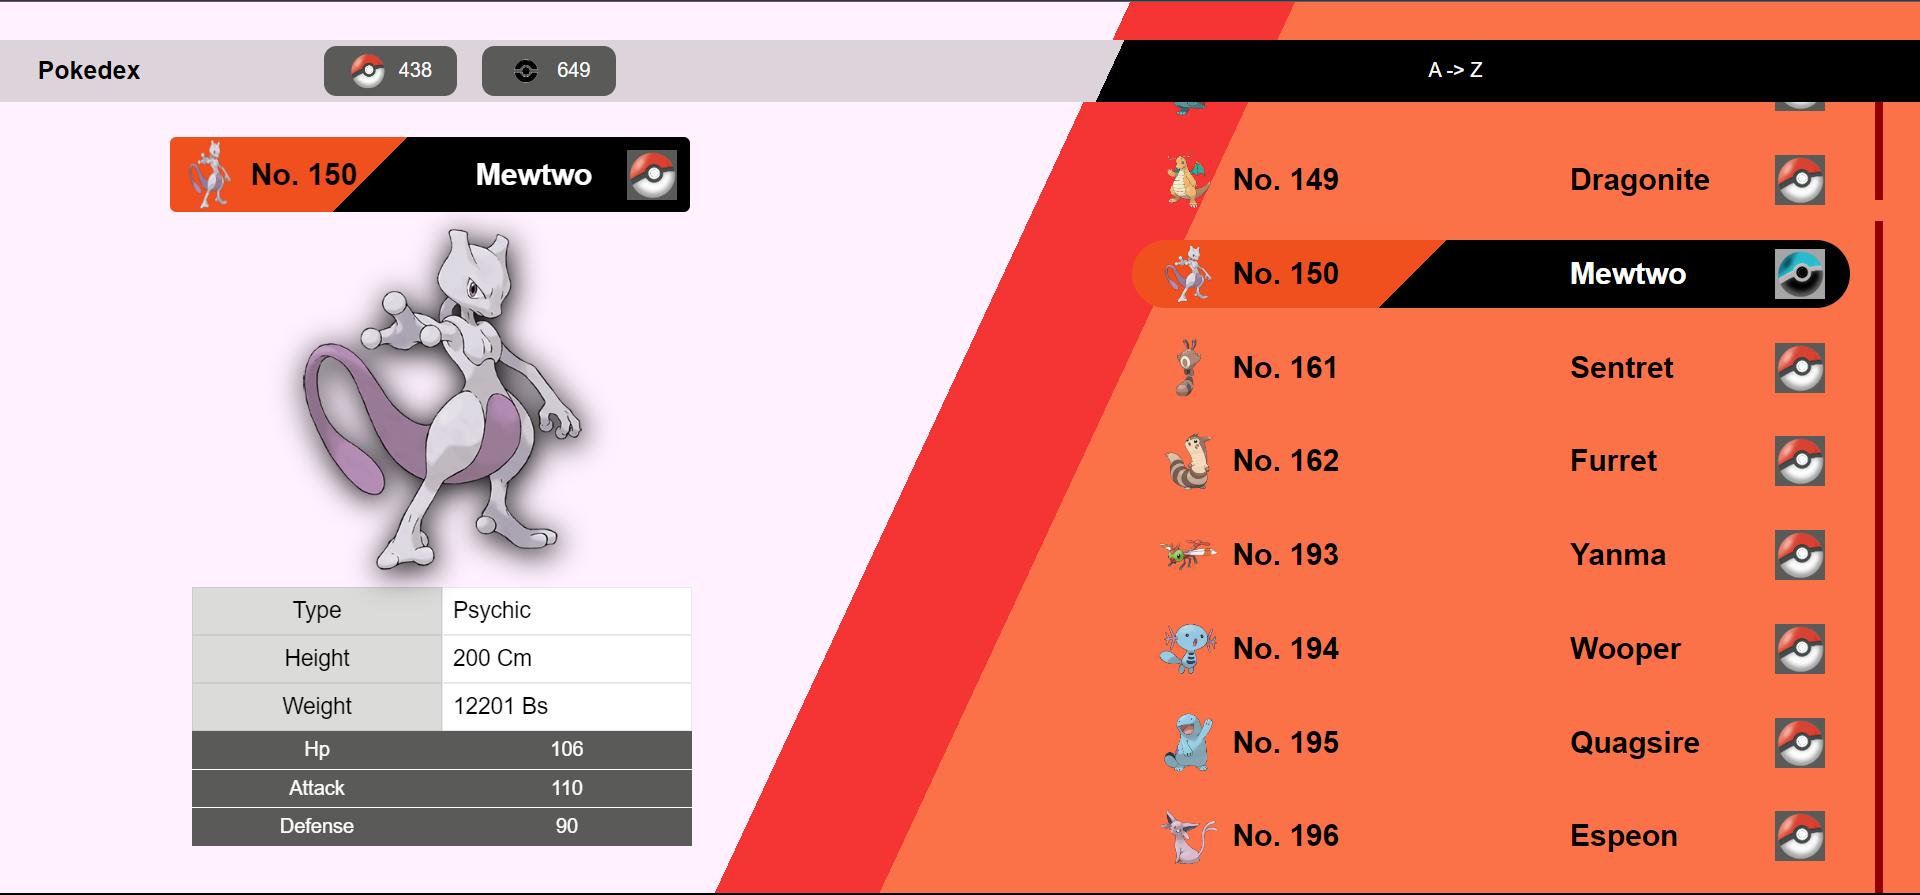 Pokedex
438
649
A -> Z
No. 150
Mewtwo
Type
Psychic
Height
200 Cm
Weight
12201 Bs
Hp
106
Attack
110
Defense
90
No. 149
Dragonite
No. 150
Mewtwo
No. 161
Sentret
No. 162
Furret
No. 193
Yanma
No. 194
Wooper
No. 195
Quagsire
No. 196
Espeon